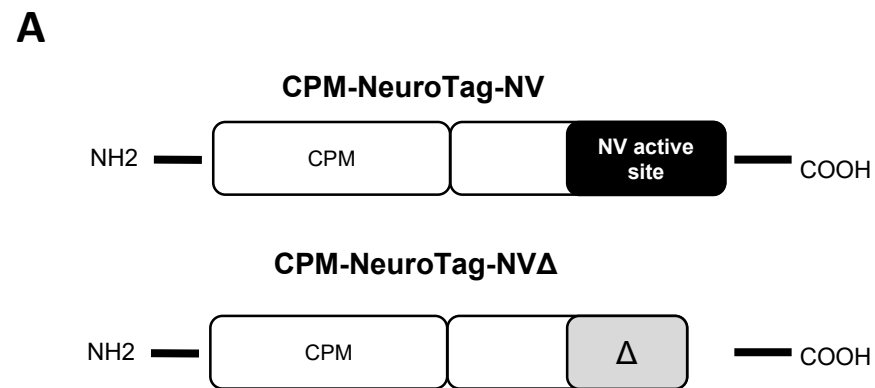 A
CPM-NeuroTag-NV
NH2 CPM NV active
site COOH
CPM-NeuroTag-NVΔ
NH2 CPM Δ COOH